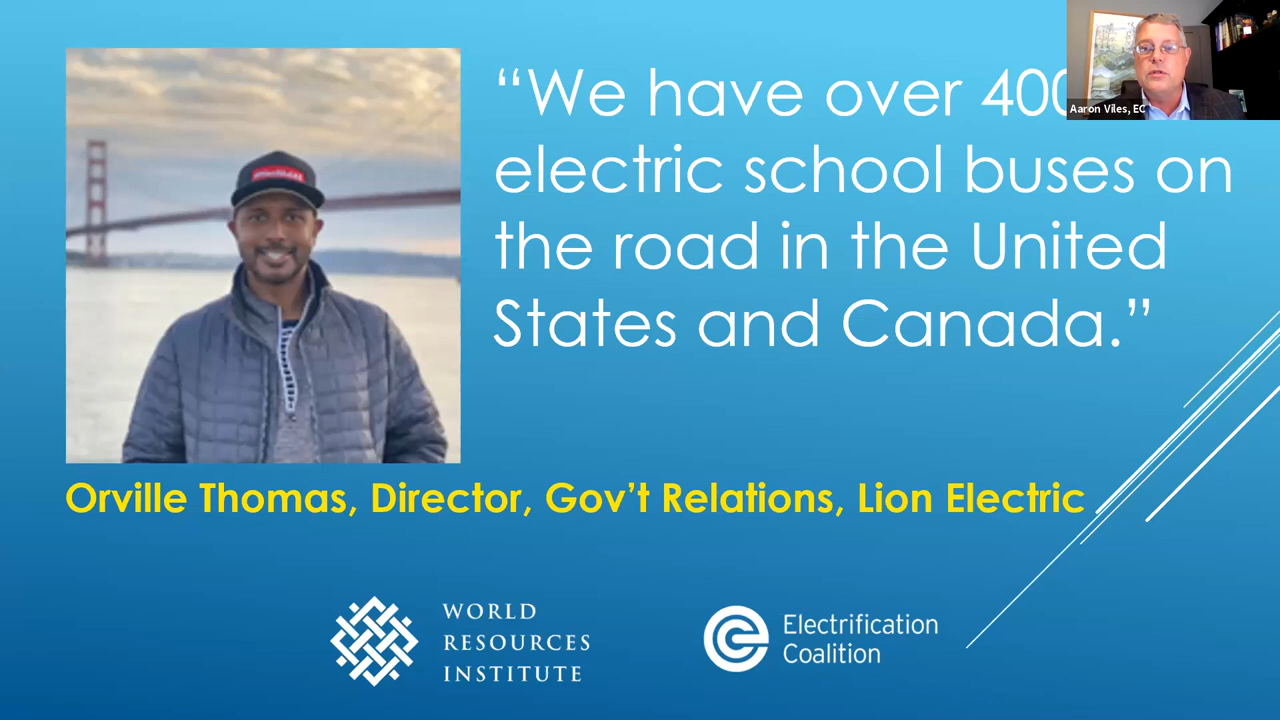 “We have over 400
electric school buses on
the road in the United
States and Canada.”
Aaron Viles, EC
Orville Thomas, Director, Gov’t Relations, Lion Electric
WORLD
RESOURCES
INSTITUTE
Electrification
Coalition